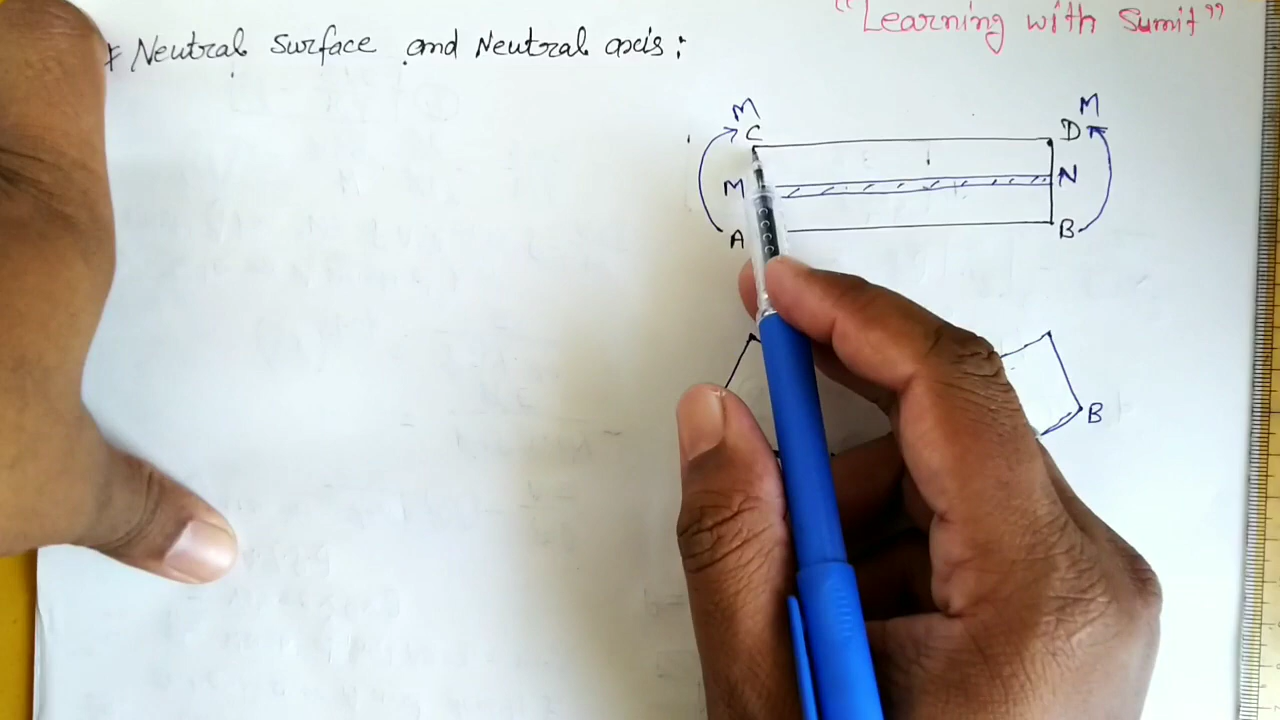 "Learning with Sumit"
* Neutral Surface and Neutral axis:
M M
C D
M N
A B
B